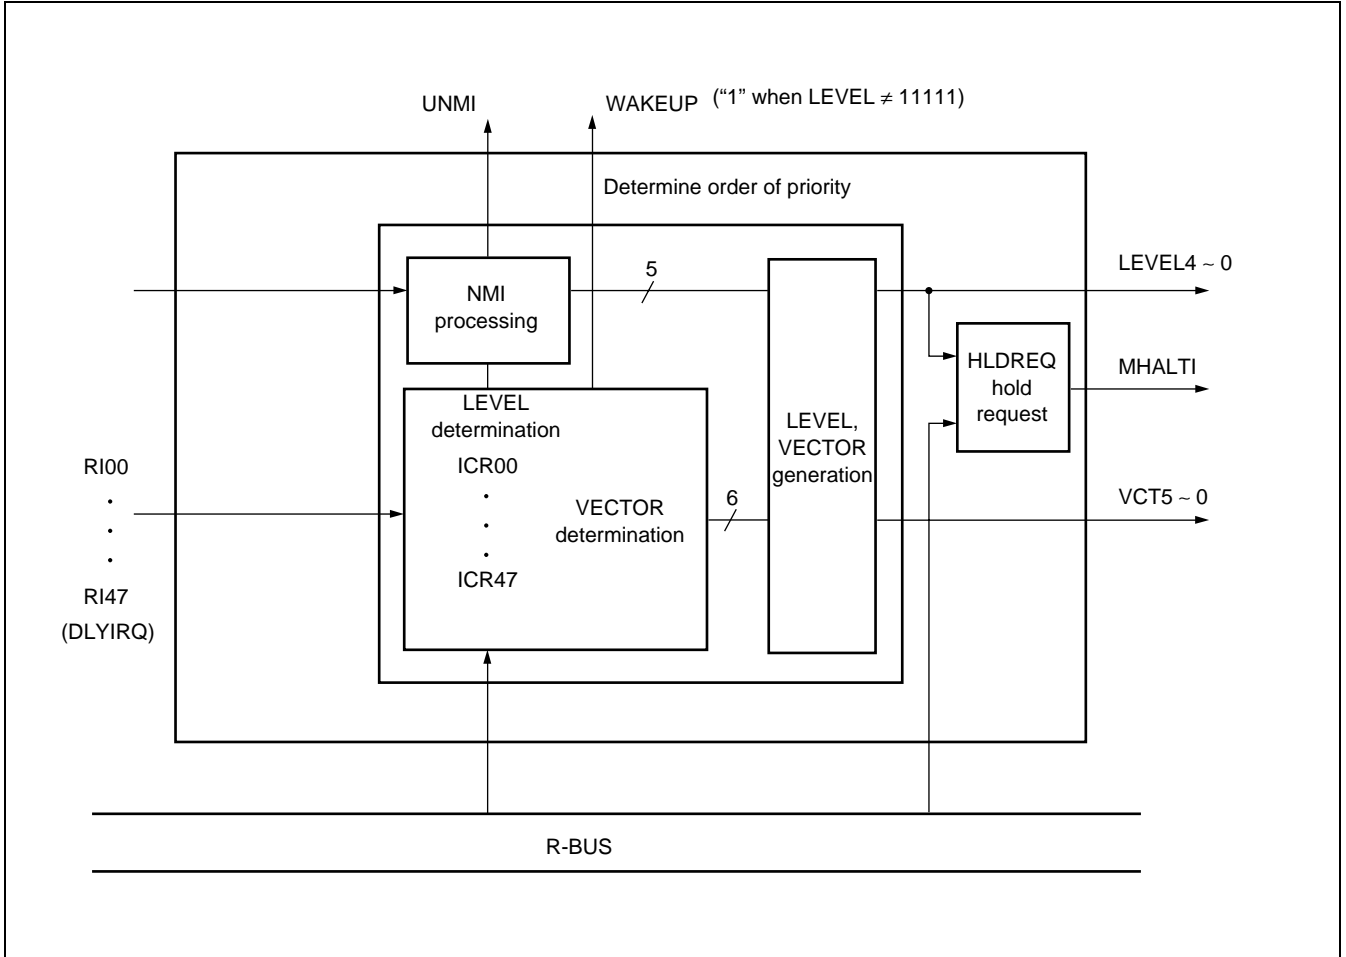 UNMI
WAKEUP (“1” when LEVEL ≠ 11111)
Determine order of priority
NMI
processing
5
LEVEL4 ~ 0
HLDREQ
hold
request
MHALTI
LEVEL
determination
ICR00
.
.
.
ICR47
VECTOR
determination
6
LEVEL,
VECTOR
generation
VCT5 ~ 0
RI00
.
.
.
RI47
(DLYIRQ)
R-BUS